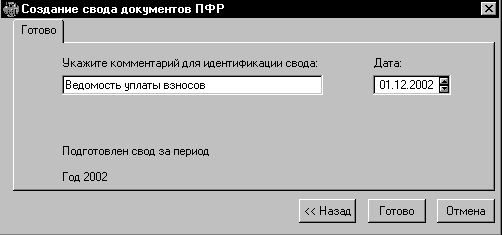 Создание свода документов ПФР
Готово
Укажите комментарий для идентификации свода: Дата:
Ведомость уплаты взносов 01.12.2002
Подготовлен свод за период
Год 2002
<< Назад Готово Отмена